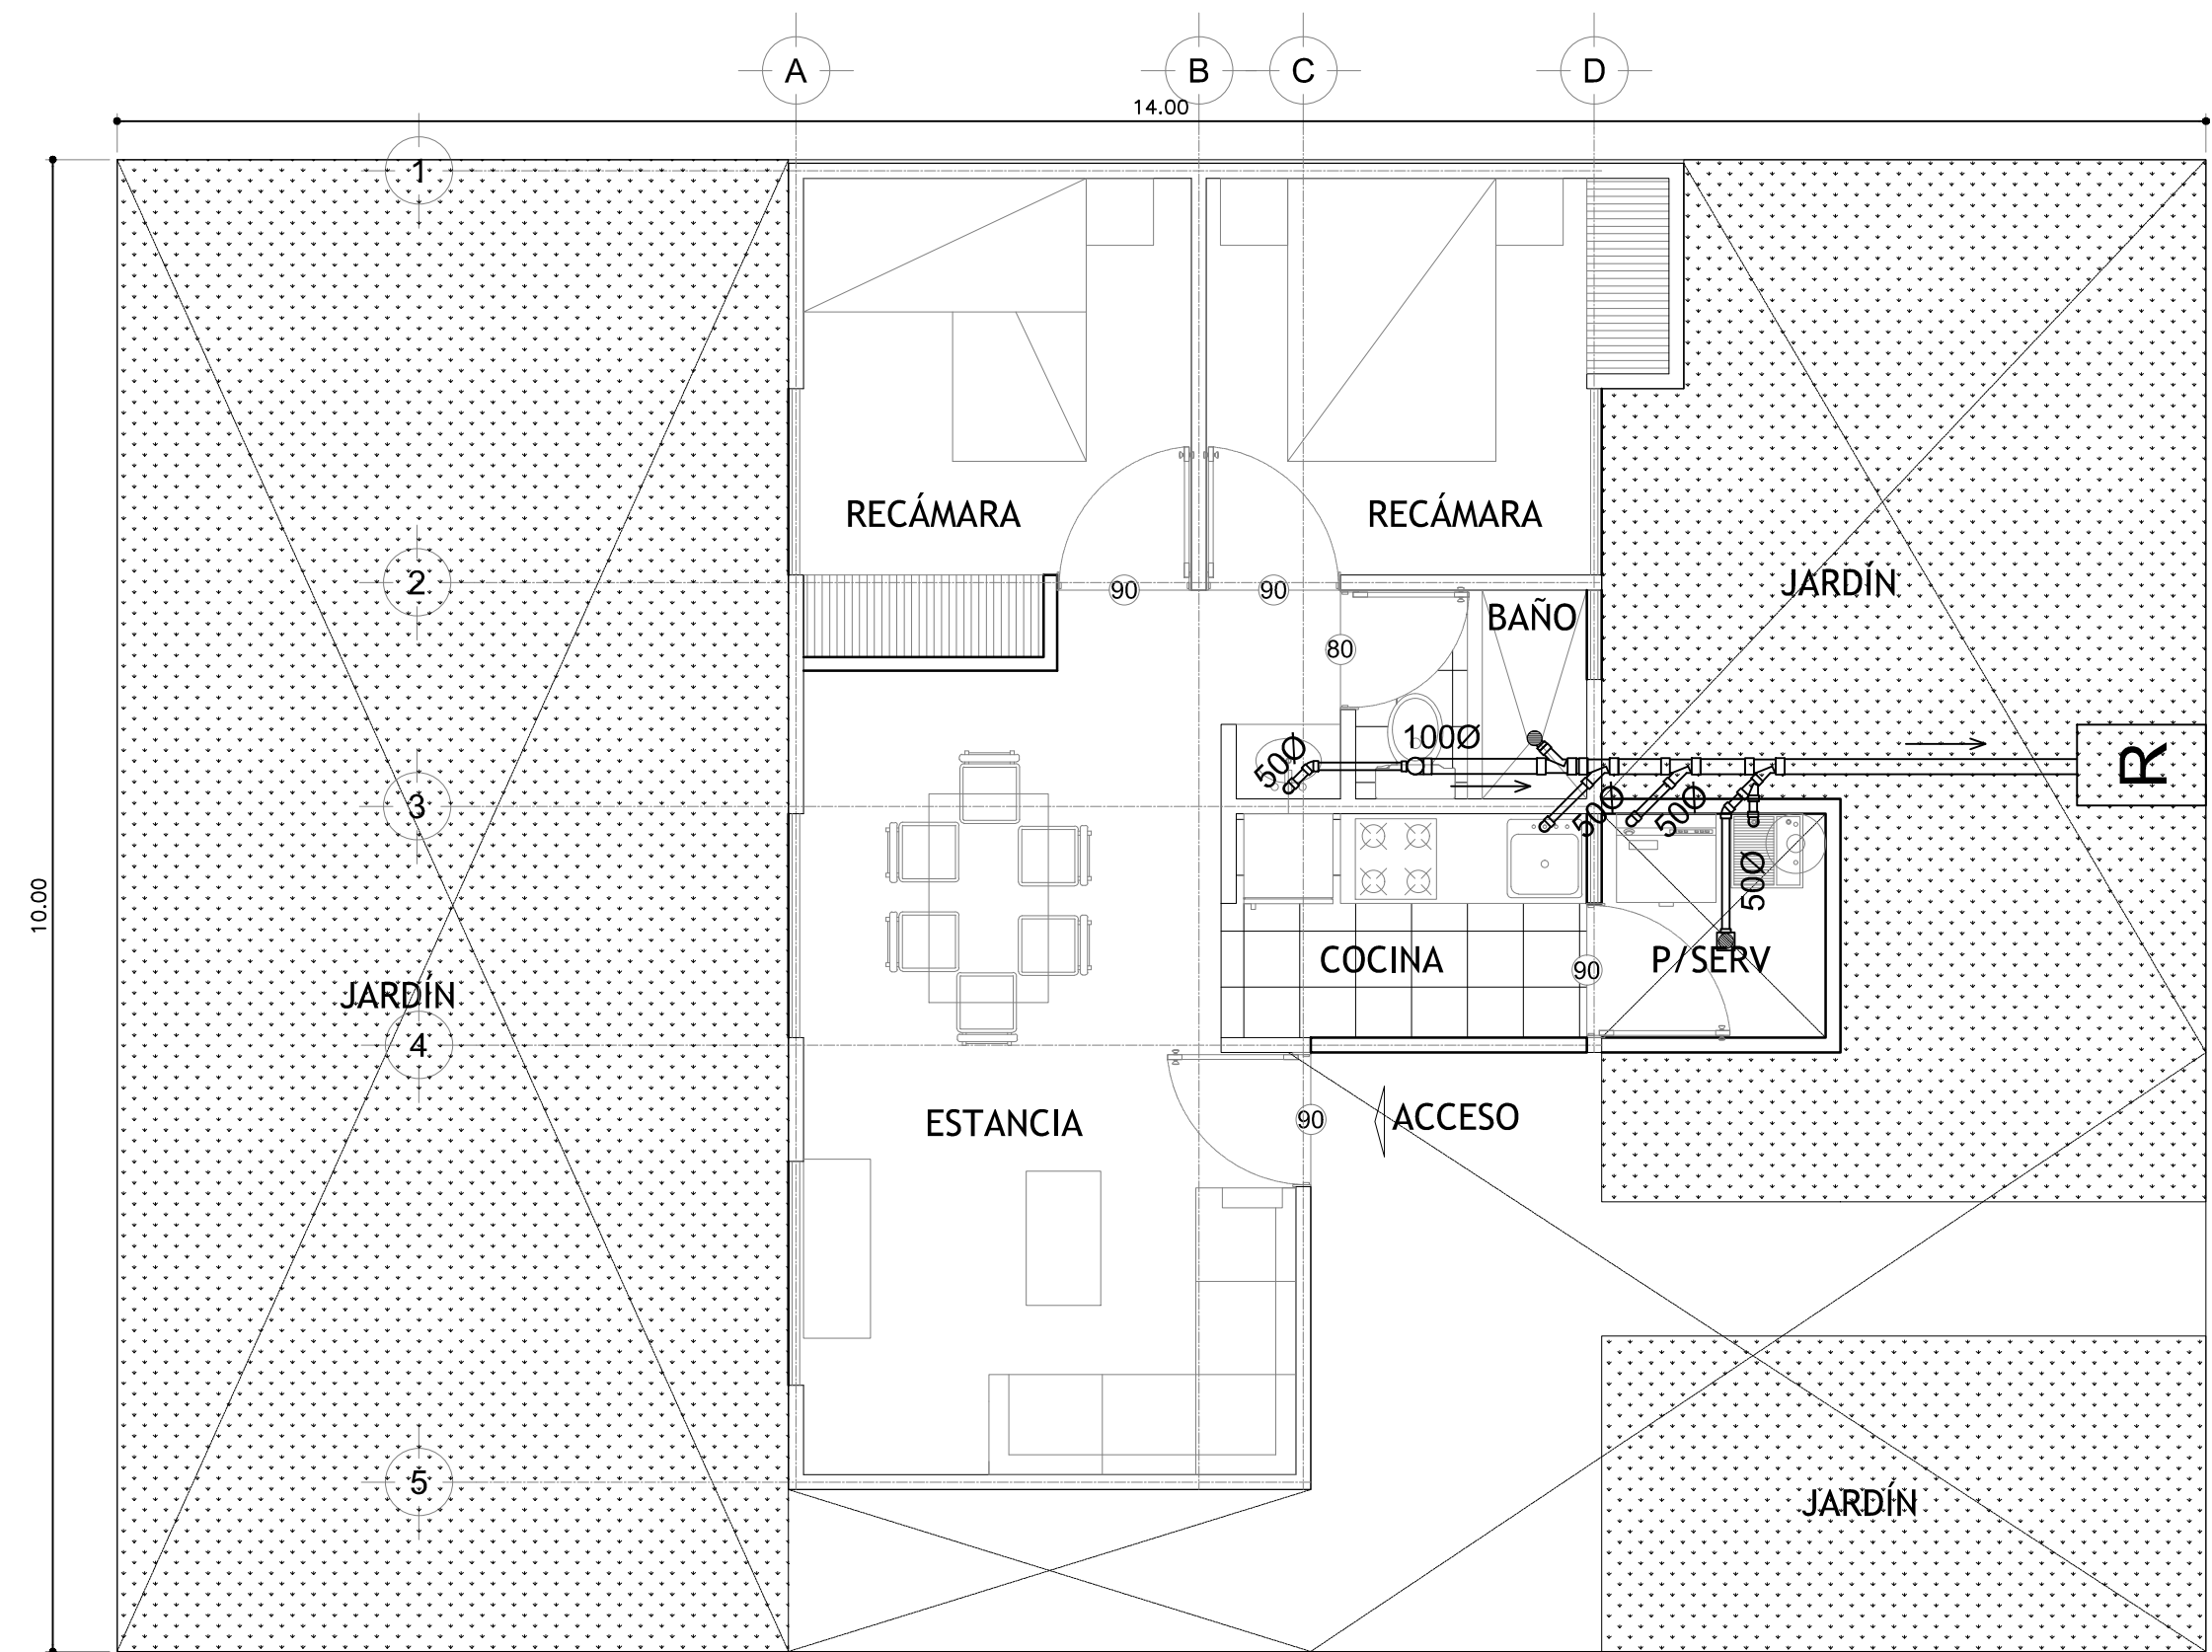 A
B
C
D
14.00
1
RECÁMARA
RECÁMARA
2
90
90
JARDÍN
BAÑO
80
100Ø
50Ø
R
3
50Ø
50Ø
50Ø
10.00
COCINA
90
P/SERV
JARDÍN
4
ESTANCIA
90
ACCESO
5
JARDÍN